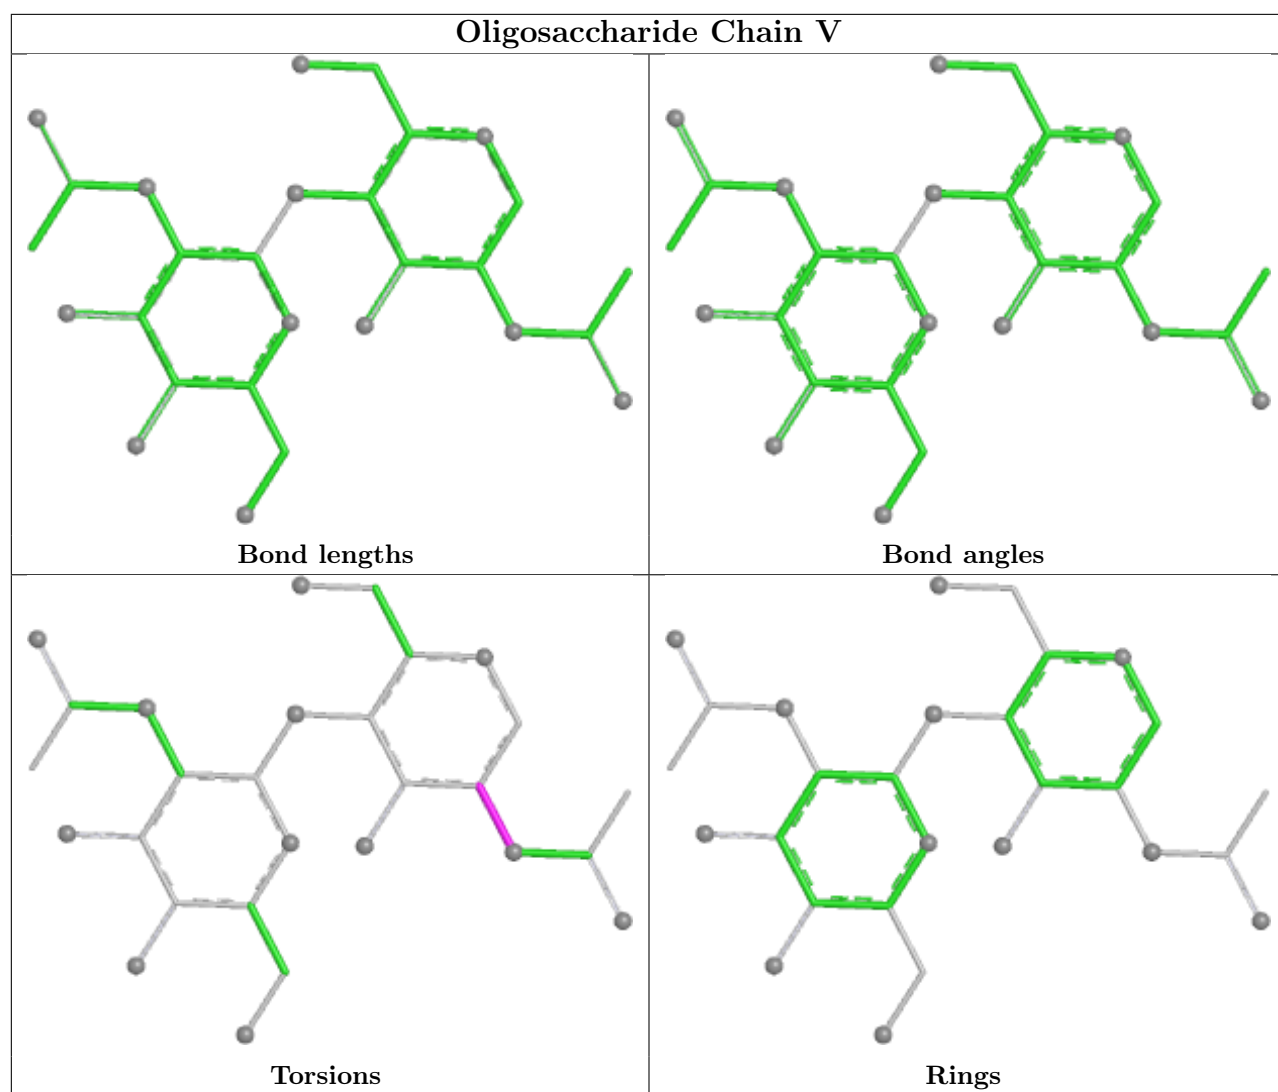 Oligosaccharide Chain V
Bond lengths
Bond angles
Torsions
Rings